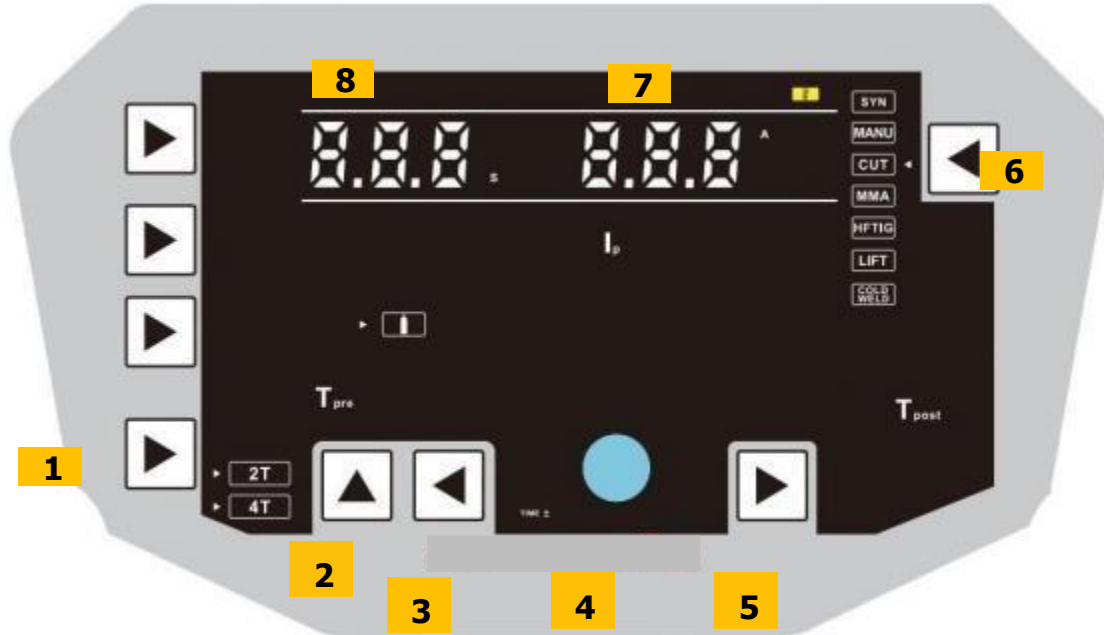 8
7
SYN
8.8.8 S
8.8.8 A
MANU
CUT
6
MMA
HFTIG
Ip
LIFT
COLD
WELD
Tpre
Tpost
1
2T
4T
TIME ±
2
3
4
5